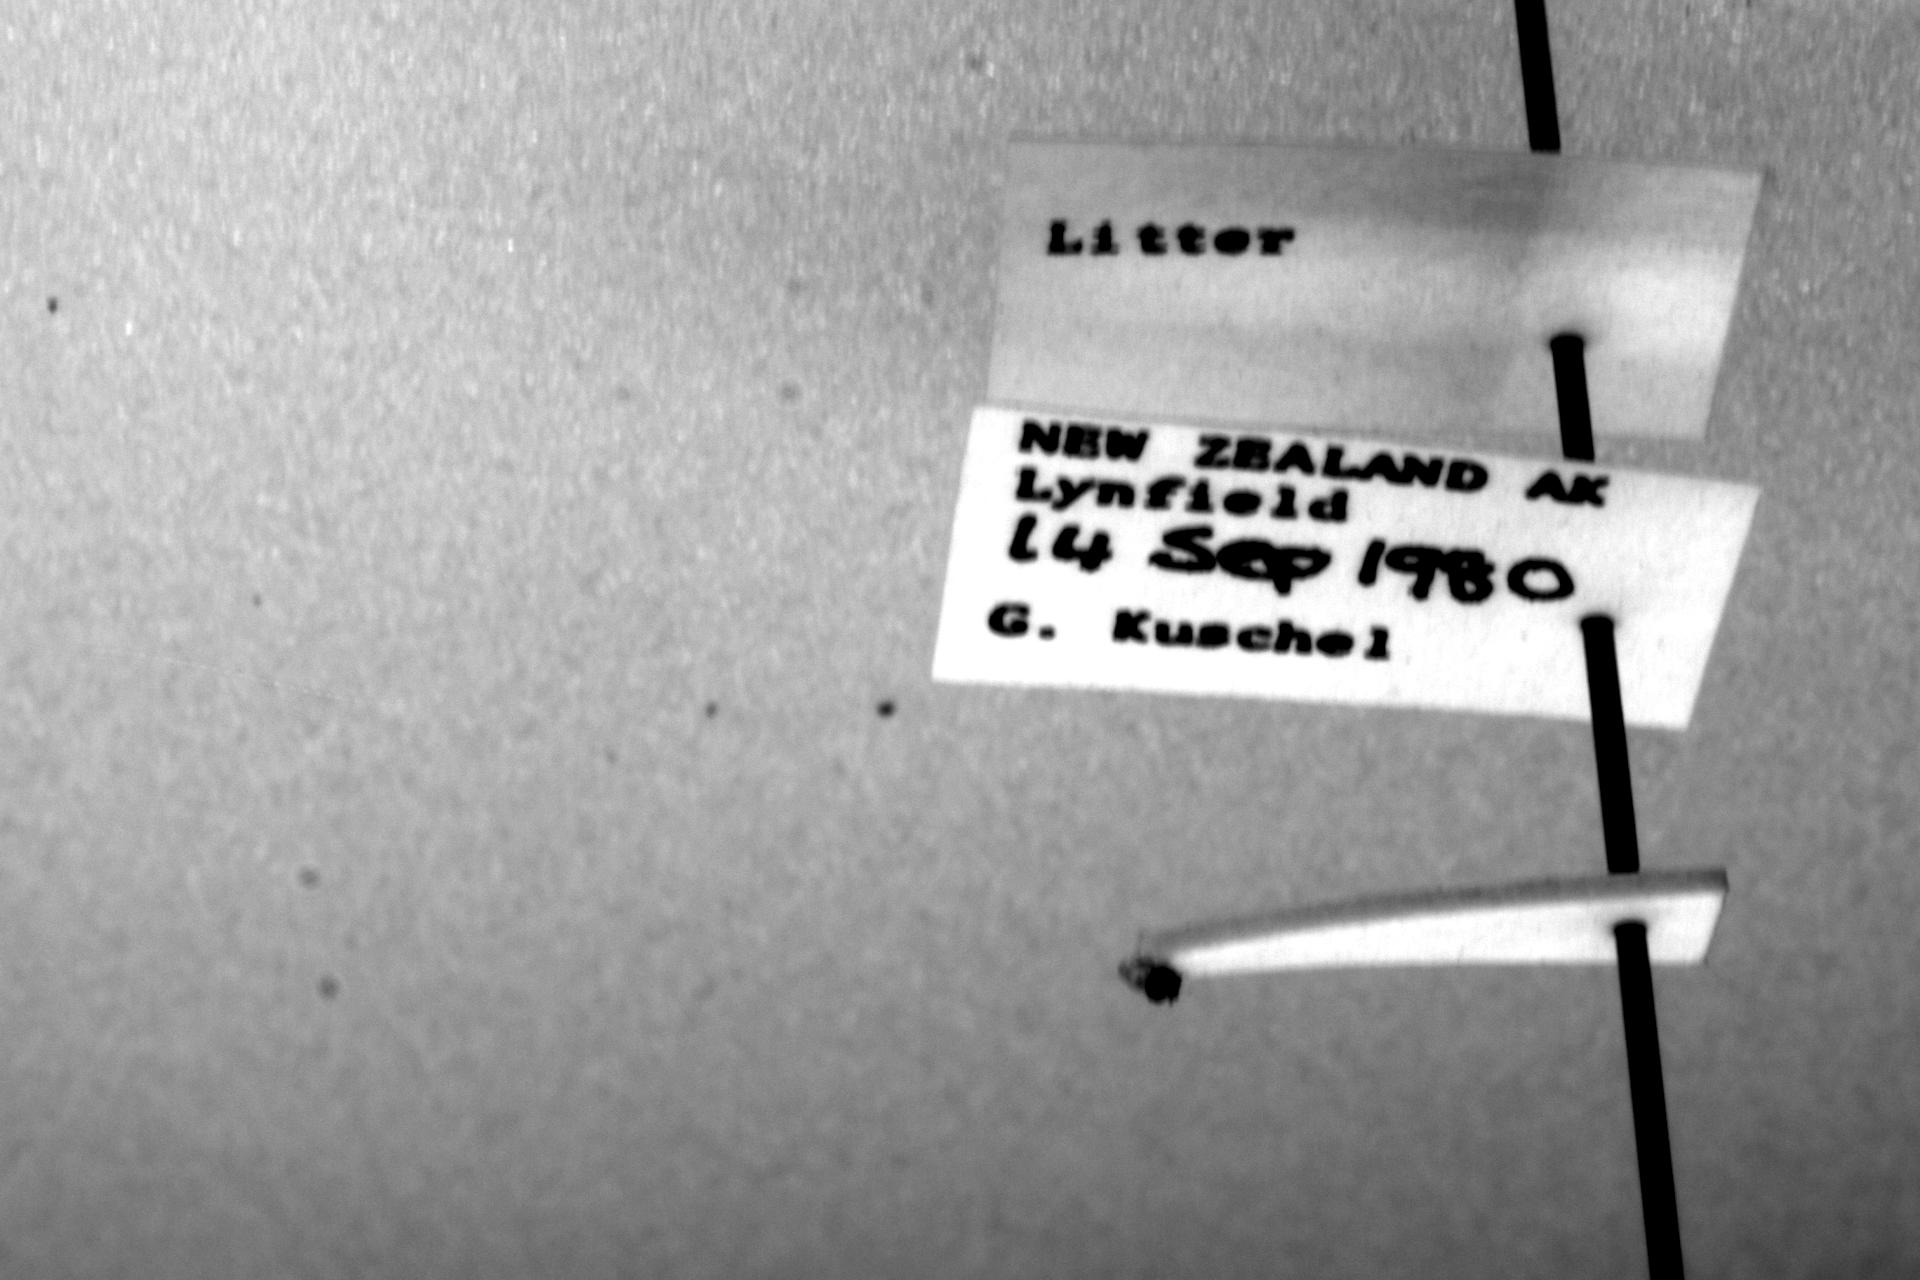 Litter
NEW ZEALAND AK
Lynfield
14 Sep 1980
G. Kuschel